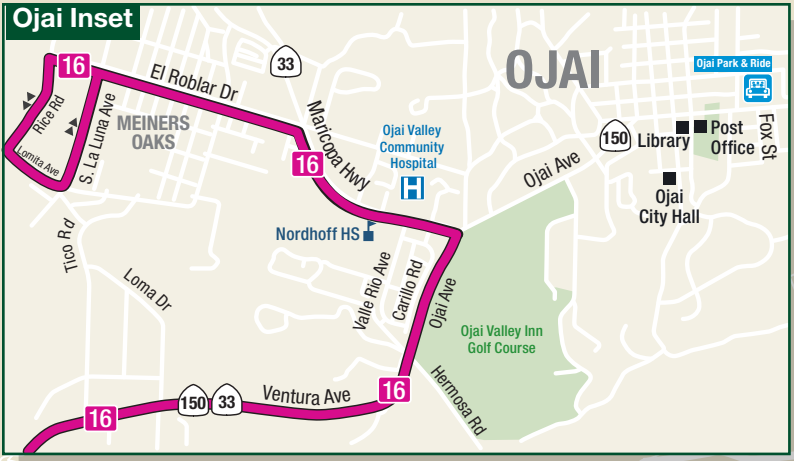 Ojai Inset
16
El Roblar Dr
33
OJAI
Ojai Park & Ride
Rice Rd
S. La Luna Ave
MEINERS
OAKS
Maricopa Hwy
Ojai Valley
Community
Hospital
H
150
Library
Post
Office
Fox St
Lomita Ave
16
Ojai Ave
Ojai
City Hall
Tico Rd
Nordhoff HS
Loma Dr
Valle Rio Ave
Carillo Rd
Ojai Ave
Ojai Valley Inn
Golf Course
Hermosa Rd
16
150
33
Ventura Ave
16